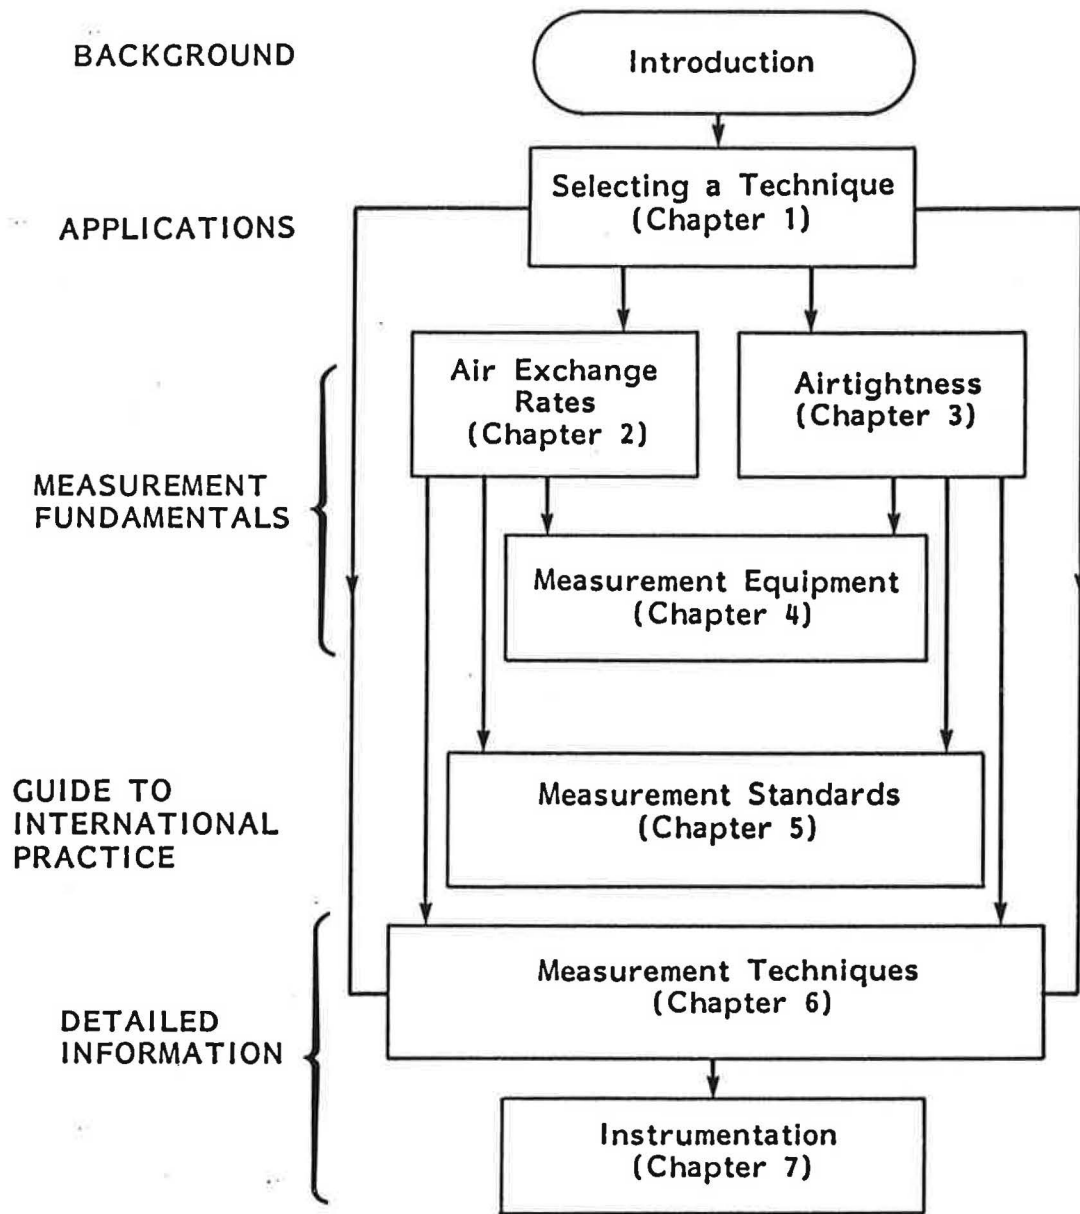 BACKGROUND
Introduction
APPLICATIONS
Selecting a Technique
(Chapter 1)
MEASUREMENT
FUNDAMENTALS
Air Exchange
Rates
(Chapter 2)
Airtightness
(Chapter 3)
Measurement Equipment
(Chapter 4)
GUIDE TO
INTERNATIONAL
PRACTICE
Measurement Standards
(Chapter 5)
DETAILED
INFORMATION
Measurement Techniques
(Chapter 6)
Instrumentation
(Chapter 7)